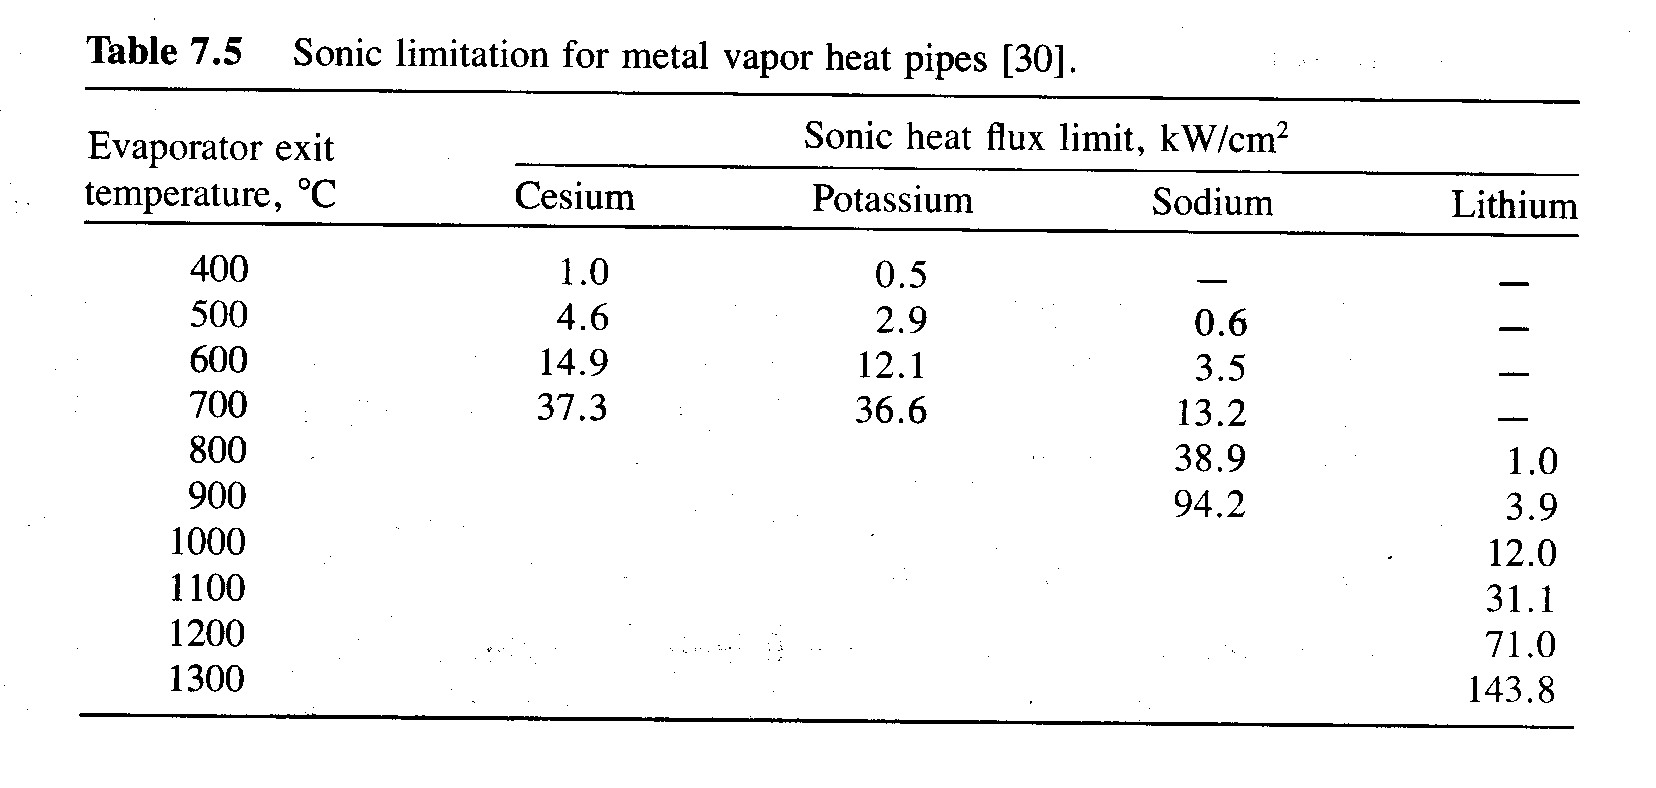 Table 7.5 Sonic limitation for metal vapor heat pipes [30].
Evaporator exit Sonic heat flux limit, kW/cm²
temperature, °C Cesium Potassium Sodium Lithium
400 1.0 0.5 — —
500 4.6 2.9 0.6 —
600 14.9 12.1 3.5 —
700 37.3 36.6 13.2 —
800 38.9 1.0
900 94.2 3.9
1000 12.0
1100 31.1
1200 71.0
1300 143.8